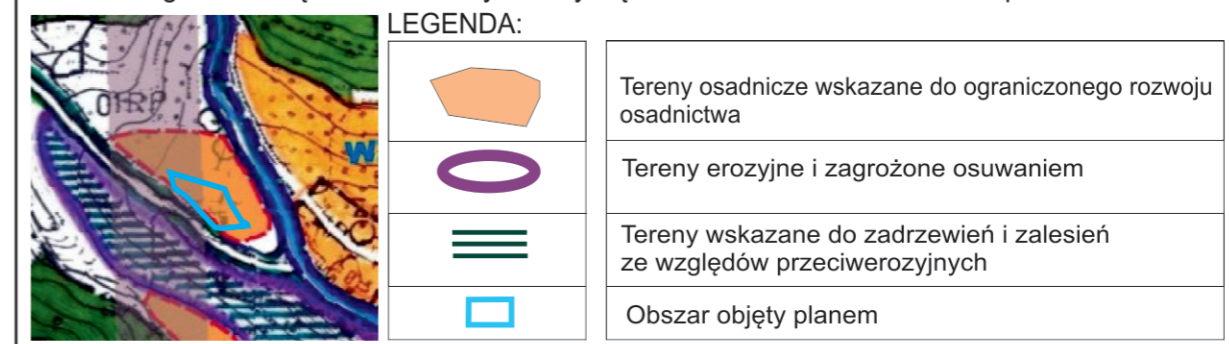 LEGENDA:
01RP
W
Tereny osadnicze wskazane do ograniczonego rozwoju
osadnictwa
Tereny erozyjne i zagrożone osuwaniem
Tereny wskazane do zadrzewień i zalesień
ze względów przeciwerozyjnych
Obszar objęty planem